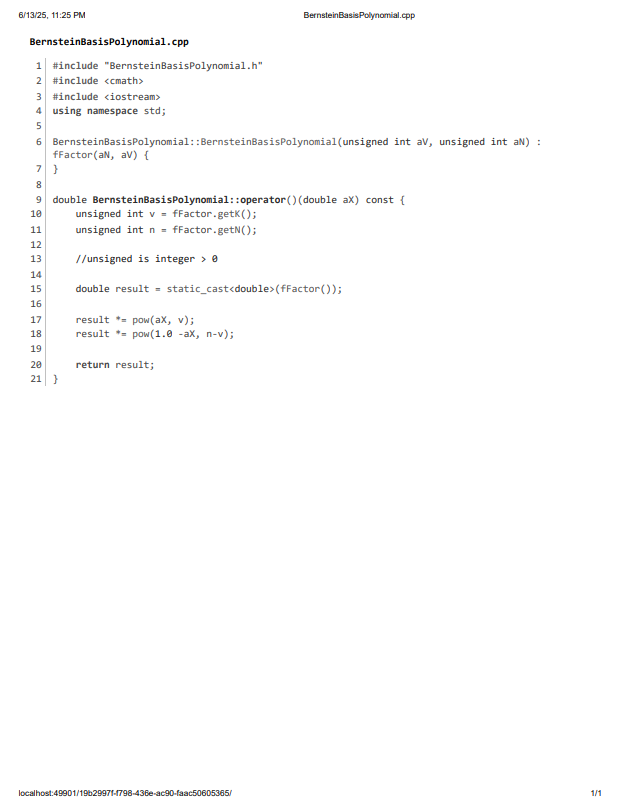 6/13/25, 11:25 PM BernsteinBasisPolynomial.cpp
BernsteinBasisPolynomial.cpp
1 #include "BernsteinBasisPolynomial.h"
2 #include <cmath>
3 #include <iostream>
4 using namespace std;
5
6 BernsteinBasisPolynomial::BernsteinBasisPolynomial(unsigned int aV, unsigned int aN) :
fFactor(aN, aV) {
7 }
8
9 double BernsteinBasisPolynomial::operator()(double aX) const {
10     unsigned int v = fFactor.getK();
11     unsigned int n = fFactor.getN();
12
13     //unsigned is integer > 0
14
15     double result = static_cast<double>(fFactor());
16
17     result *= pow(aX, v);
18     result *= pow(1.0 -aX, n-v);
19
20     return result;
21 }
localhost:49901/19b2997f-f798-436e-ac90-faac50605365/ 1/1